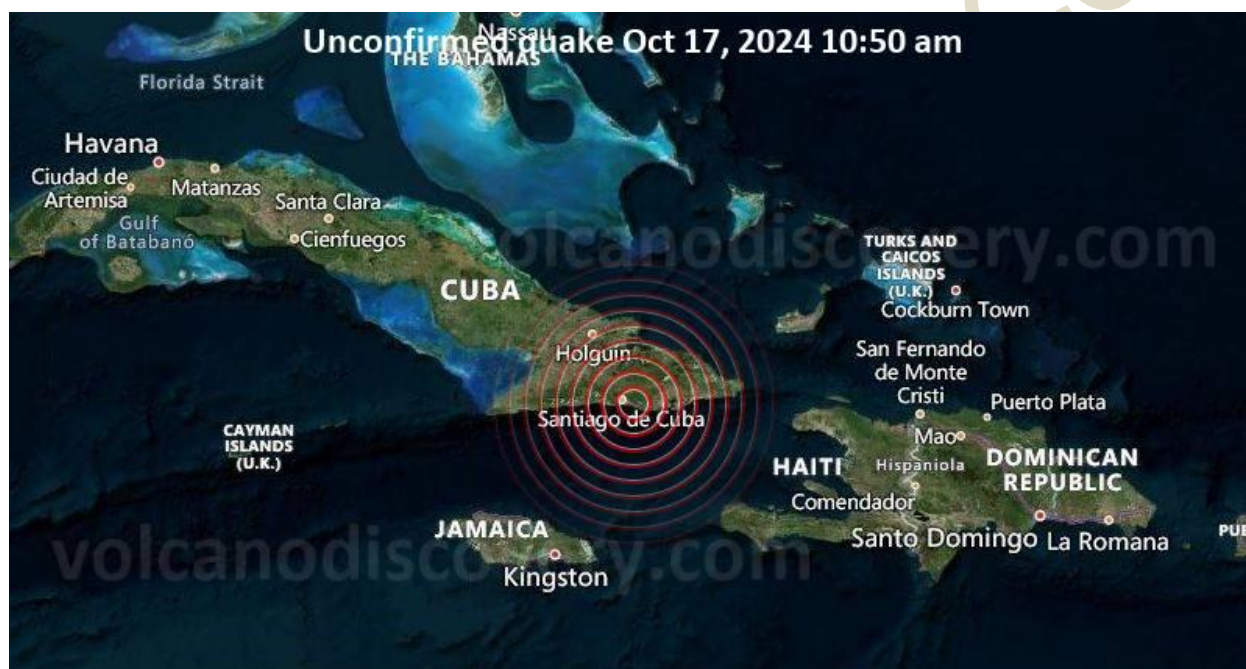 Nassau
Unconfirmed quake Oct 17, 2024 10:50 am
THE BAHAMAS
Florida Strait
Havana
Ciudad de
Artemisa
Matanzas
Santa Clara
Gulf
of Batabanó
Cienfuegos
volcanodiscovery.com
TURKS AND
CAICOS
ISLANDS
(U.K.)
CUBA
Cockburn Town
Holguin
San Fernando
de Monte
Cristi
Puerto Plata
Santiago de Cuba
CAYMAN
ISLANDS
(U.K.)
Mao
HAITI
Hispaniola
DOMINICAN
REPUBLIC
Comendador
JAMAICA
Santo Domingo
La Romana
volcanodiscovery.com
Kingston